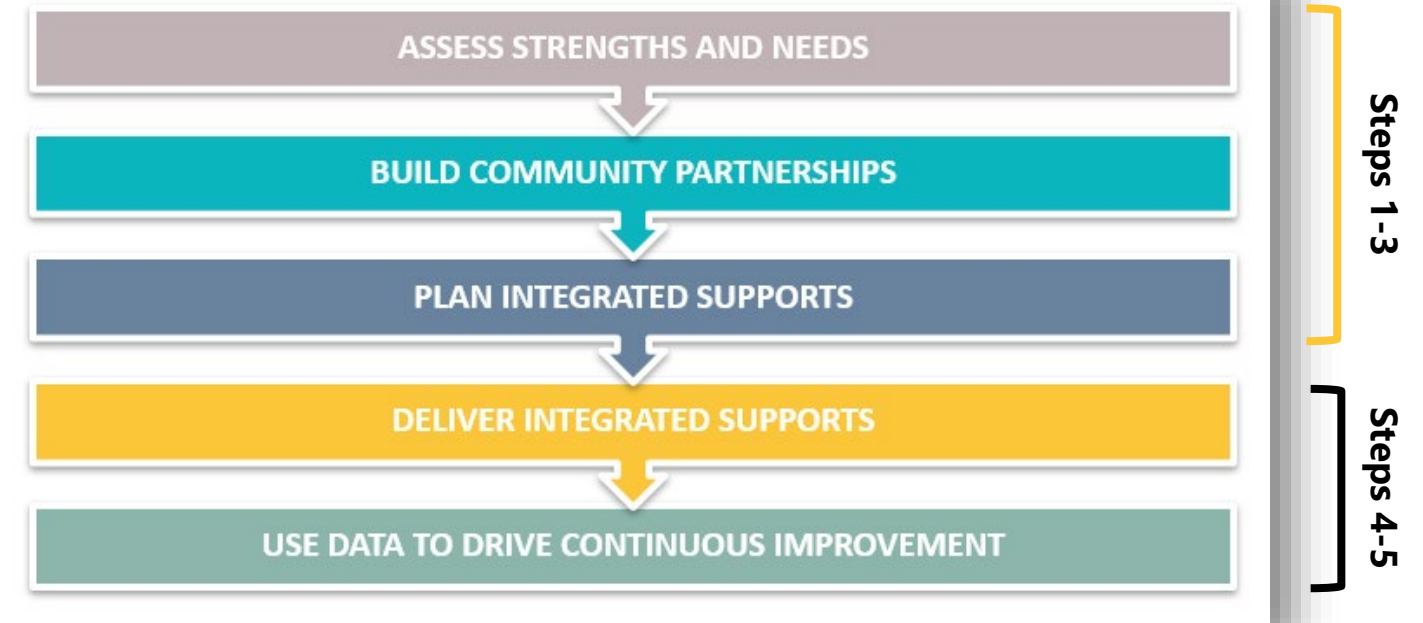 ASSESS STRENGTHS AND NEEDS
BUILD COMMUNITY PARTNERSHIPS
PLAN INTEGRATED SUPPORTS
DELIVER INTEGRATED SUPPORTS
USE DATA TO DRIVE CONTINUOUS IMPROVEMENT
Steps 1-3
Steps 4-5